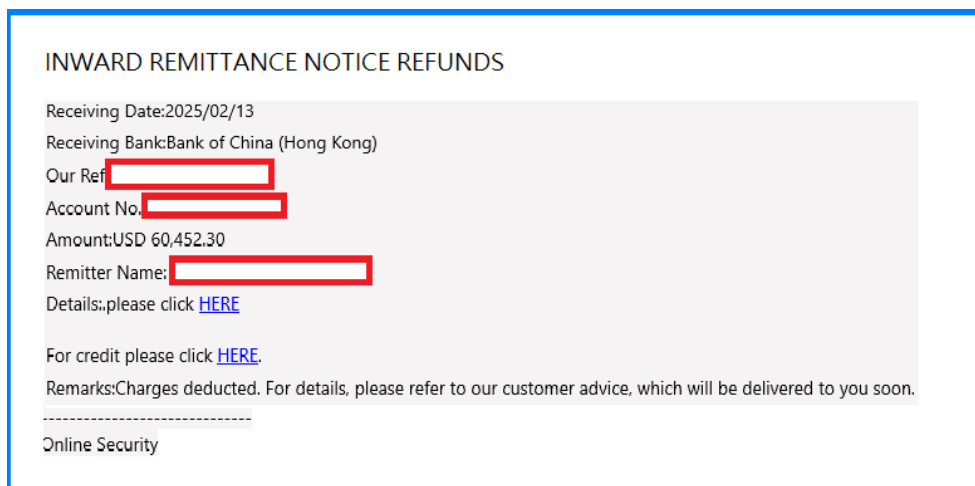 INWARD REMITTANCE NOTICE REFUNDS
Receiving Date:2025/02/13
Receiving Bank:Bank of China (Hong Kong)
Our Ref
Account No.
Amount:USD 60,452.30
Remitter Name:
Details:.please click HERE
For credit please click HERE.
Remarks:Charges deducted. For details, please refer to our customer advice, which will be delivered to you soon.
-------------------------------
Online Security